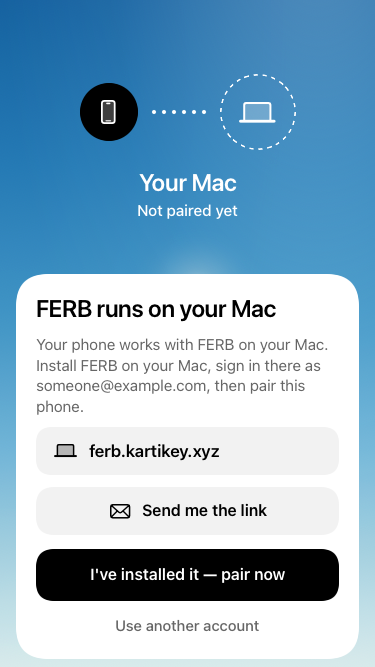 Your Mac
Not paired yet
FERB runs on your Mac
Your phone works with FERB on your Mac.
Install FERB on your Mac, sign in there as
someone@example.com, then pair this
phone.
ferb.kartikey.xyz
Send me the link
I've installed it — pair now
Use another account